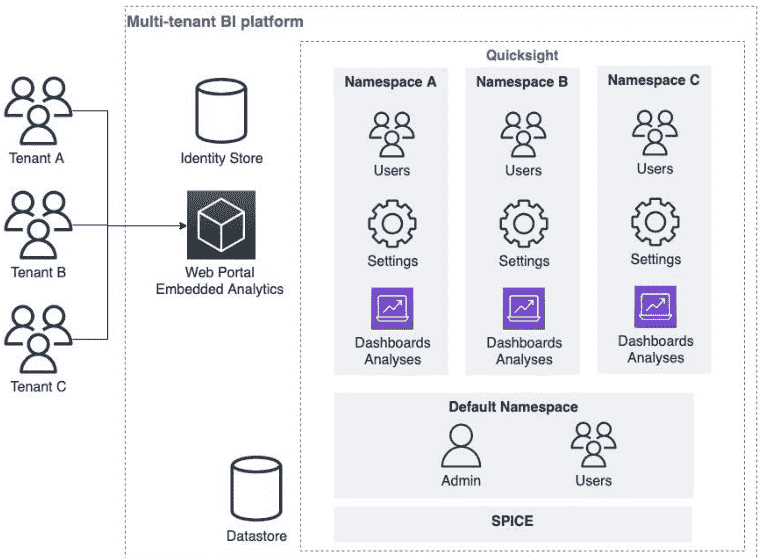 Multi-tenant BI platform
Quicksight
Namespace A
Namespace B
Namespace C
Tenant A
Identity Store
Users
Users
Users
Tenant B
Web Portal
Embedded Analytics
Settings
Settings
Settings
Dashboards
Analyses
Dashboards
Analyses
Dashboards
Analyses
Tenant C
Default Namespace
Admin
Users
Datastore
SPICE